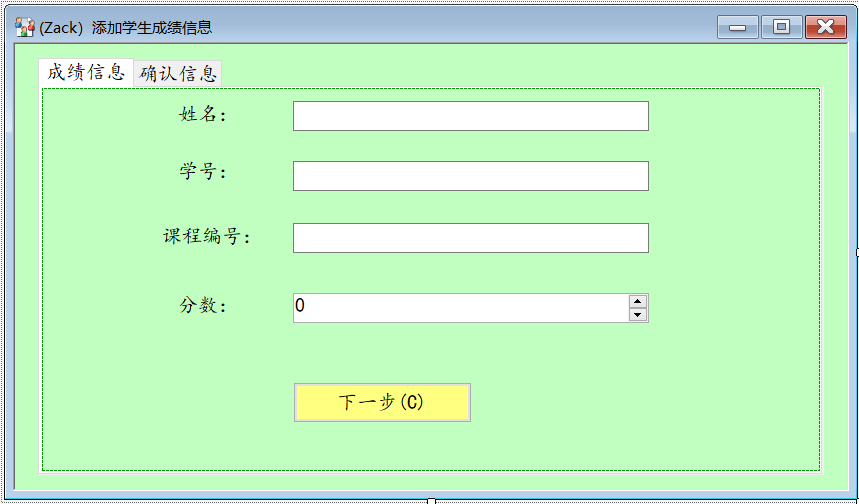 (Zack) 添加学生成绩信息
成绩信息 确认信息
姓名:
学号:
课程编号:
分数: 0
下一步(C)